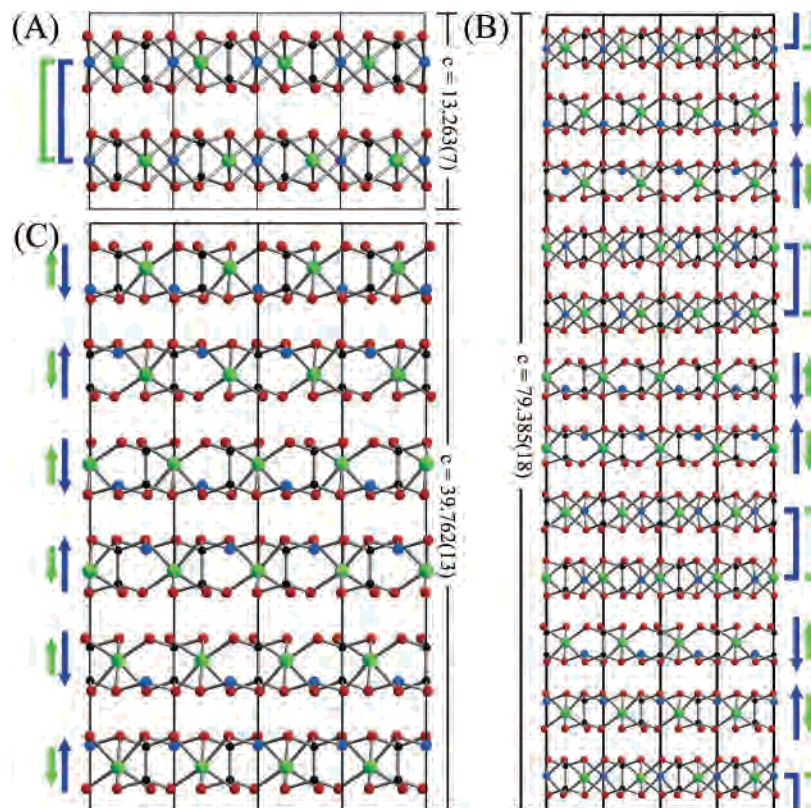 (A)
c = 13.263(7)
(B)
(C)
c = 39.762(13)
c = 79.385(18)